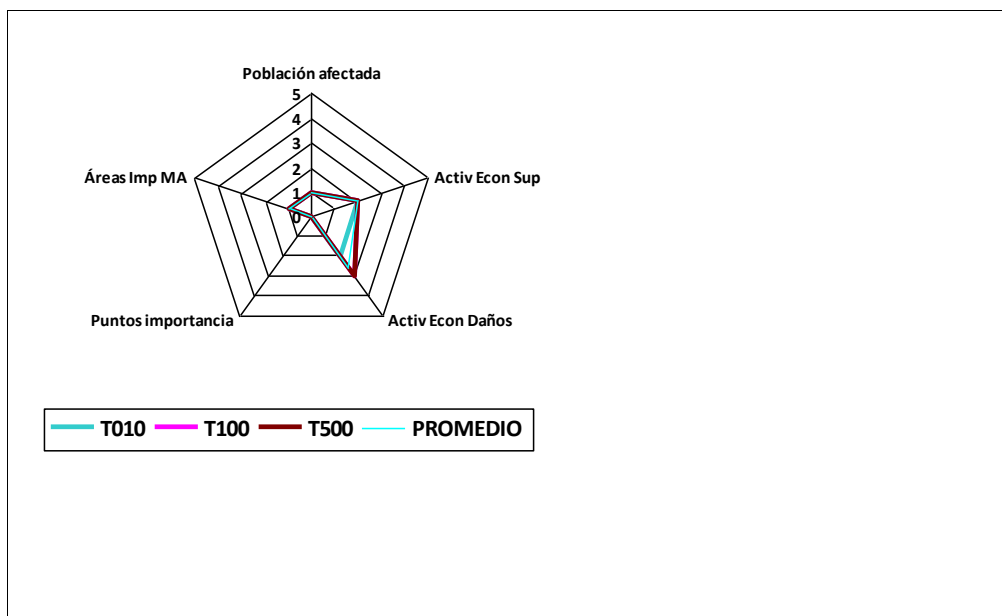 Población afectada
5
4
3
2
1
0
Áreas Imp MA
Activ Econ Sup
Puntos importancia
Activ Econ Daños
T010 T100 T500 PROMEDIO